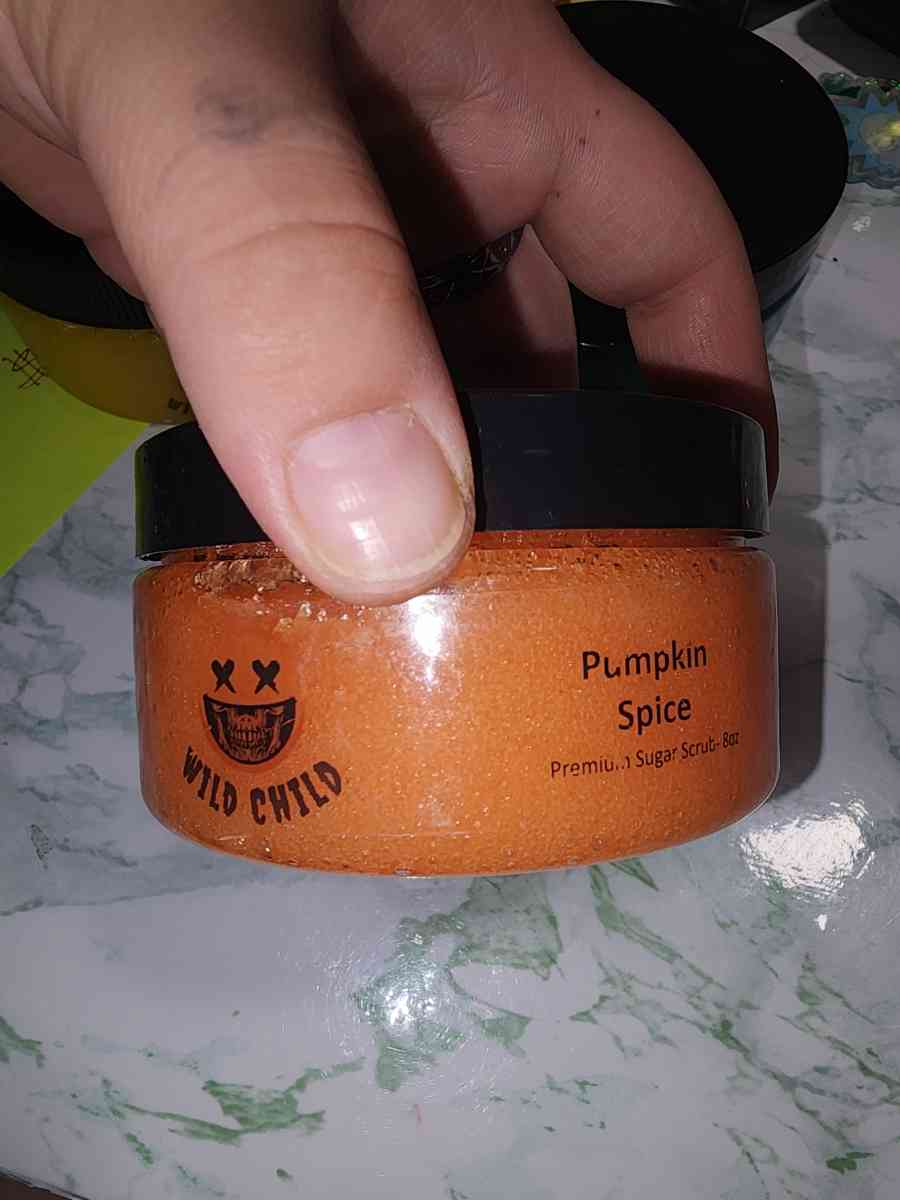 WILD CHILD
Pumpkin
Spice
Premium Sugar Scrub- 8oz